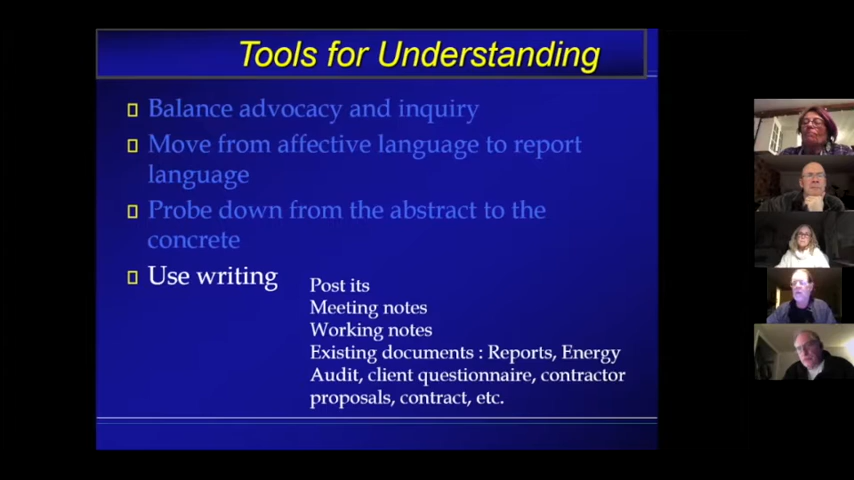 Tools for Understanding
Balance advocacy and inquiry
Move from affective language to report
language
Probe down from the abstract to the
concrete
Use writing
Post its
Meeting notes
Working notes
Existing documents : Reports, Energy
Audit, client questionnaire, contractor
proposals, contract, etc.